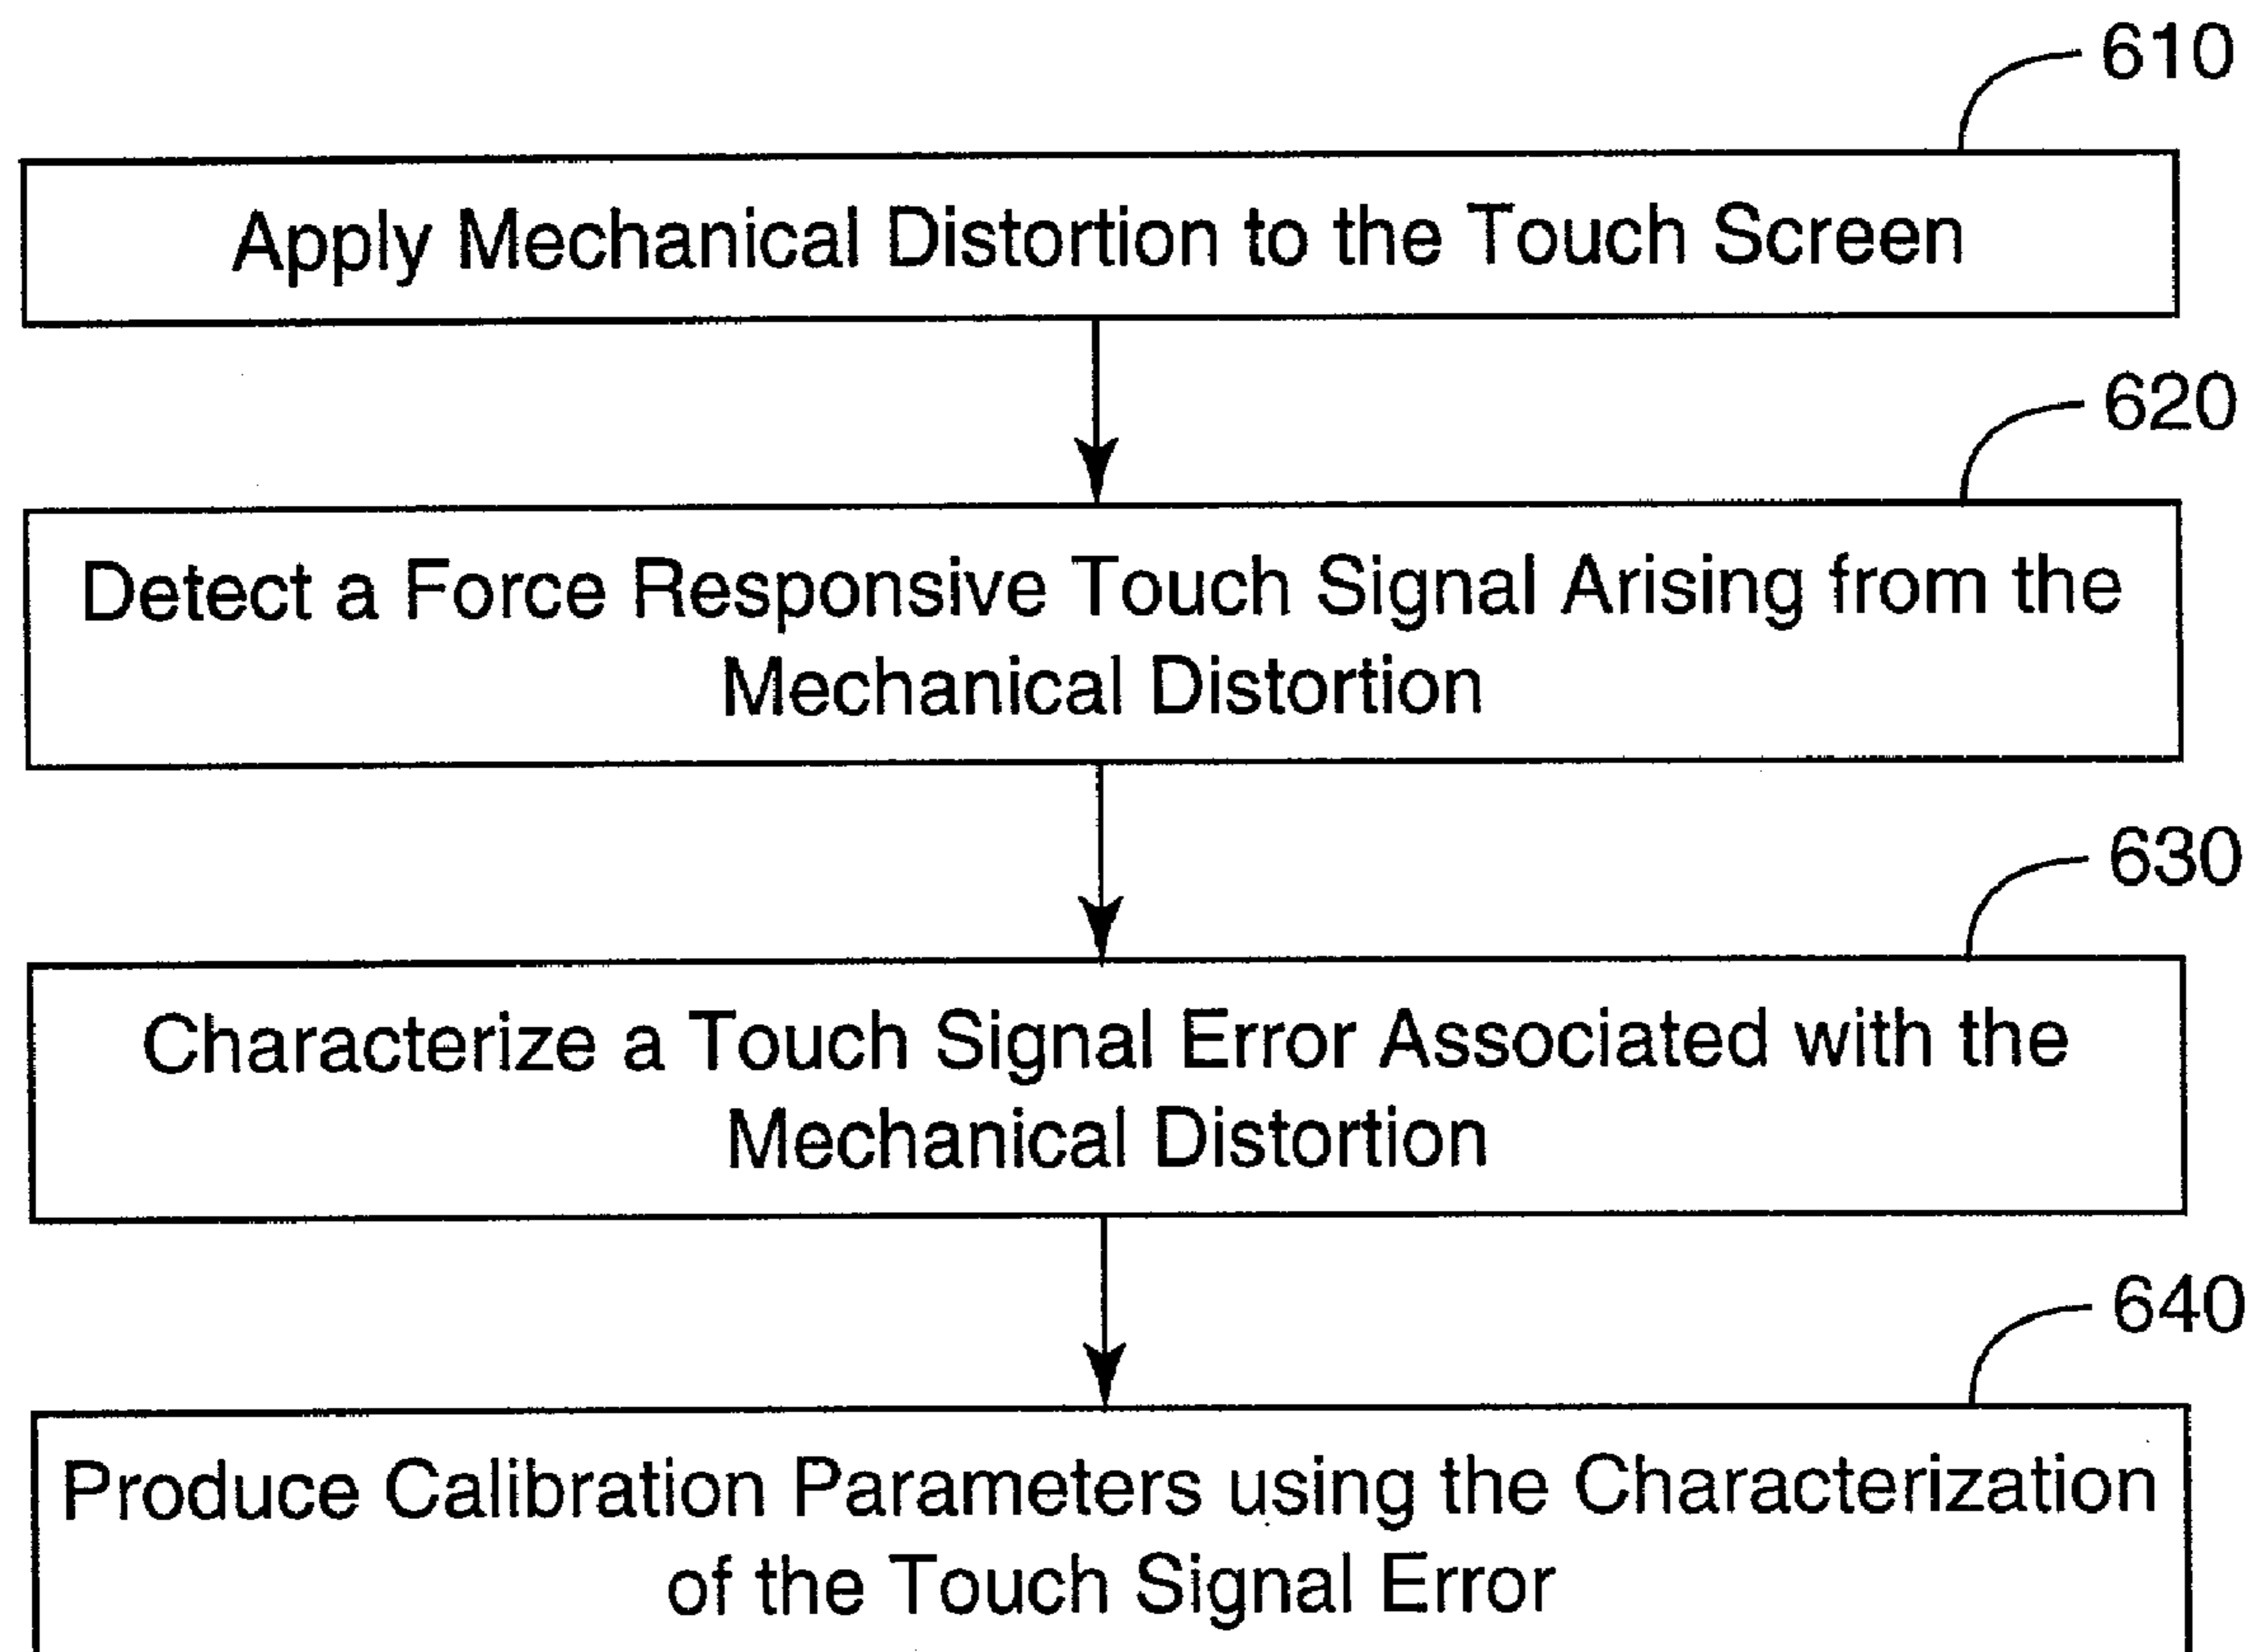 610
Apply Mechanical Distortion to the Touch Screen
620
Detect a Force Responsive Touch Signal Arising from the
Mechanical Distortion
630
Characterize a Touch Signal Error Associated with the
Mechanical Distortion
640
Produce Calibration Parameters using the Characterization
of the Touch Signal Error